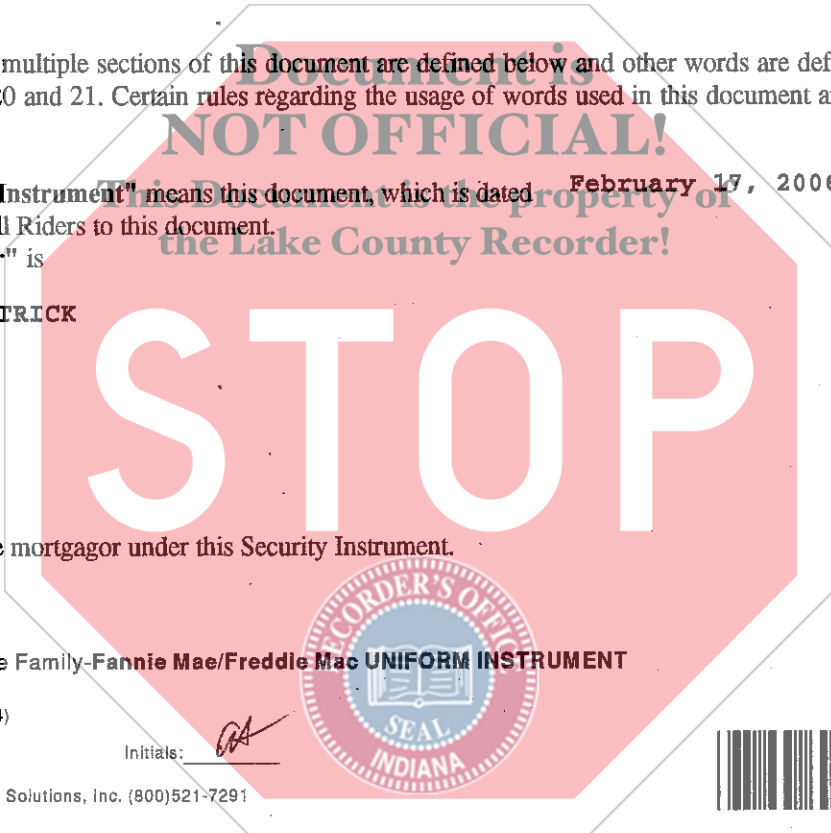 multiple sections of this document are defined below and other words are def
Document is
0 and 21. Certain rules regarding the usage of words used in this document a
NOT OFFICIAL!
Instrument" means this document, which is dated February 17, 2006
This Document is the property of
ll Riders to this document.
the Lake County Recorder!
" is
TRICK
STOP
e mortgagor under this Security Instrument.
RECORDER'S OFFICE
SEAL
INDIANA
e Family-Fannie Mae/Freddie Mac UNIFORM INSTRUMENT
)
Initials:
Solutions, Inc. (800)521-7291